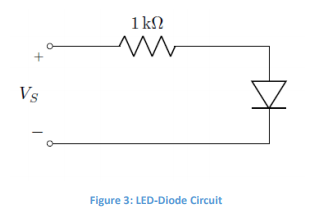 1 kΩ
+
V_S
−
Figure 3: LED-Diode Circuit